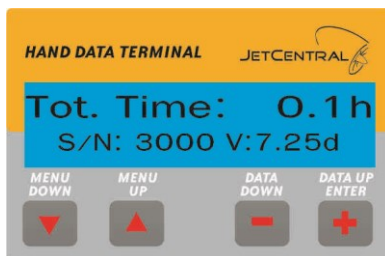 HAND DATA TERMINAL
JETCENTRAL
Tot. Time: 0.1h
S/N: 3000 V:7.25d
MENU DOWN
MENU UP
DATA DOWN
DATA UP ENTER